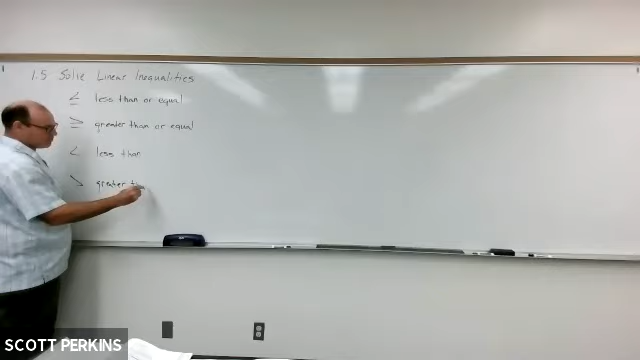 1.5 Solve Linear Inequalities
≤ less than or equal
≥ greater than or equal
< less than
> greater
SCOTT PERKINS